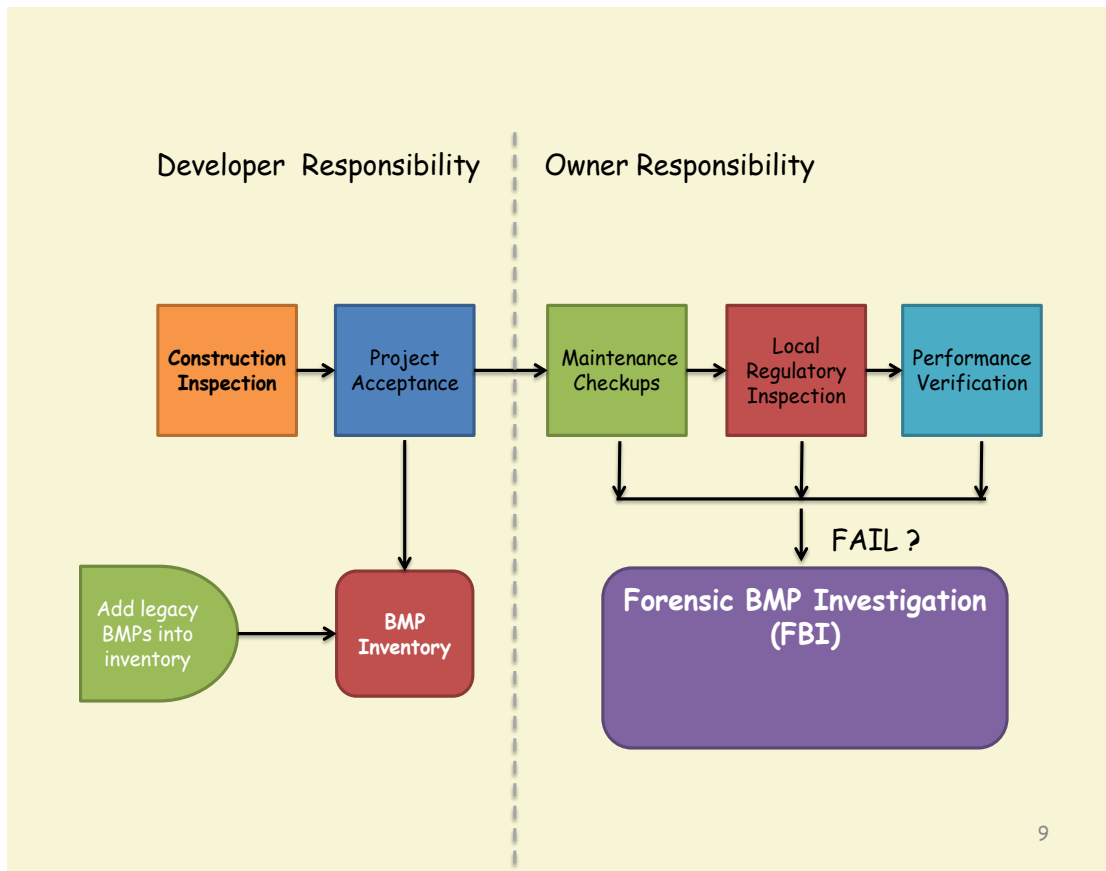 Developer Responsibility
Owner Responsibility
Construction
Inspection
Project
Acceptance
Maintenance
Checkups
Local
Regulatory
Inspection
Performance
Verification
FAIL ?
Add legacy
BMPs into
inventory
BMP
Inventory
Forensic BMP Investigation
(FBI)
9